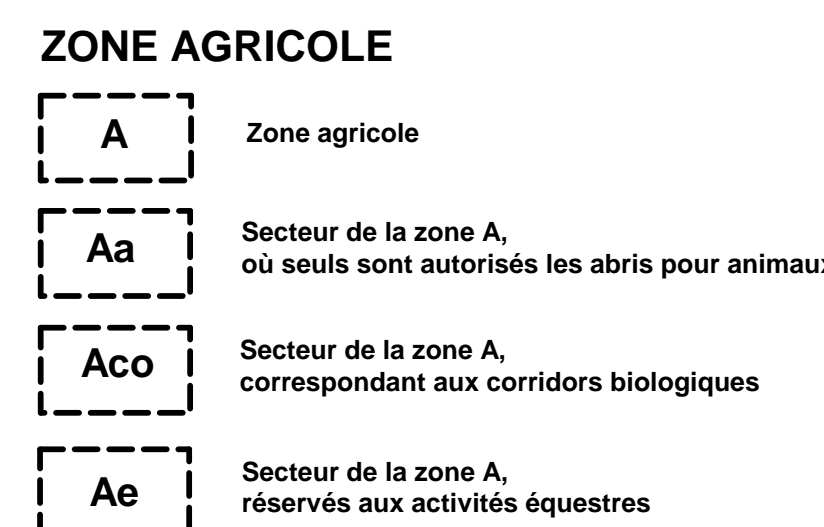 ZONE AGRICOLE
A
Zone agricole
Aa
Secteur de la zone A,
où seuls sont autorisés les abris pour animaux
Aco
Secteur de la zone A,
correspondant aux corridors biologiques
Ae
Secteur de la zone A,
réservés aux activités équestres